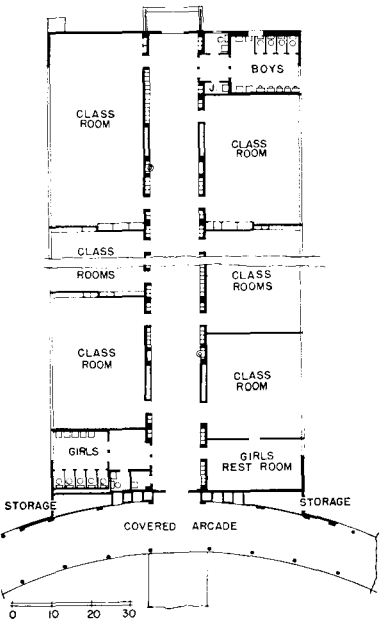 BOYS
CLASS
ROOM
CLASS
ROOM
CLASS
ROOMS
CLASS
ROOMS
CLASS
ROOM
CLASS
ROOM
GIRLS
GIRLS
REST ROOM
STORAGE
STORAGE
COVERED ARCADE
0 10 20 30